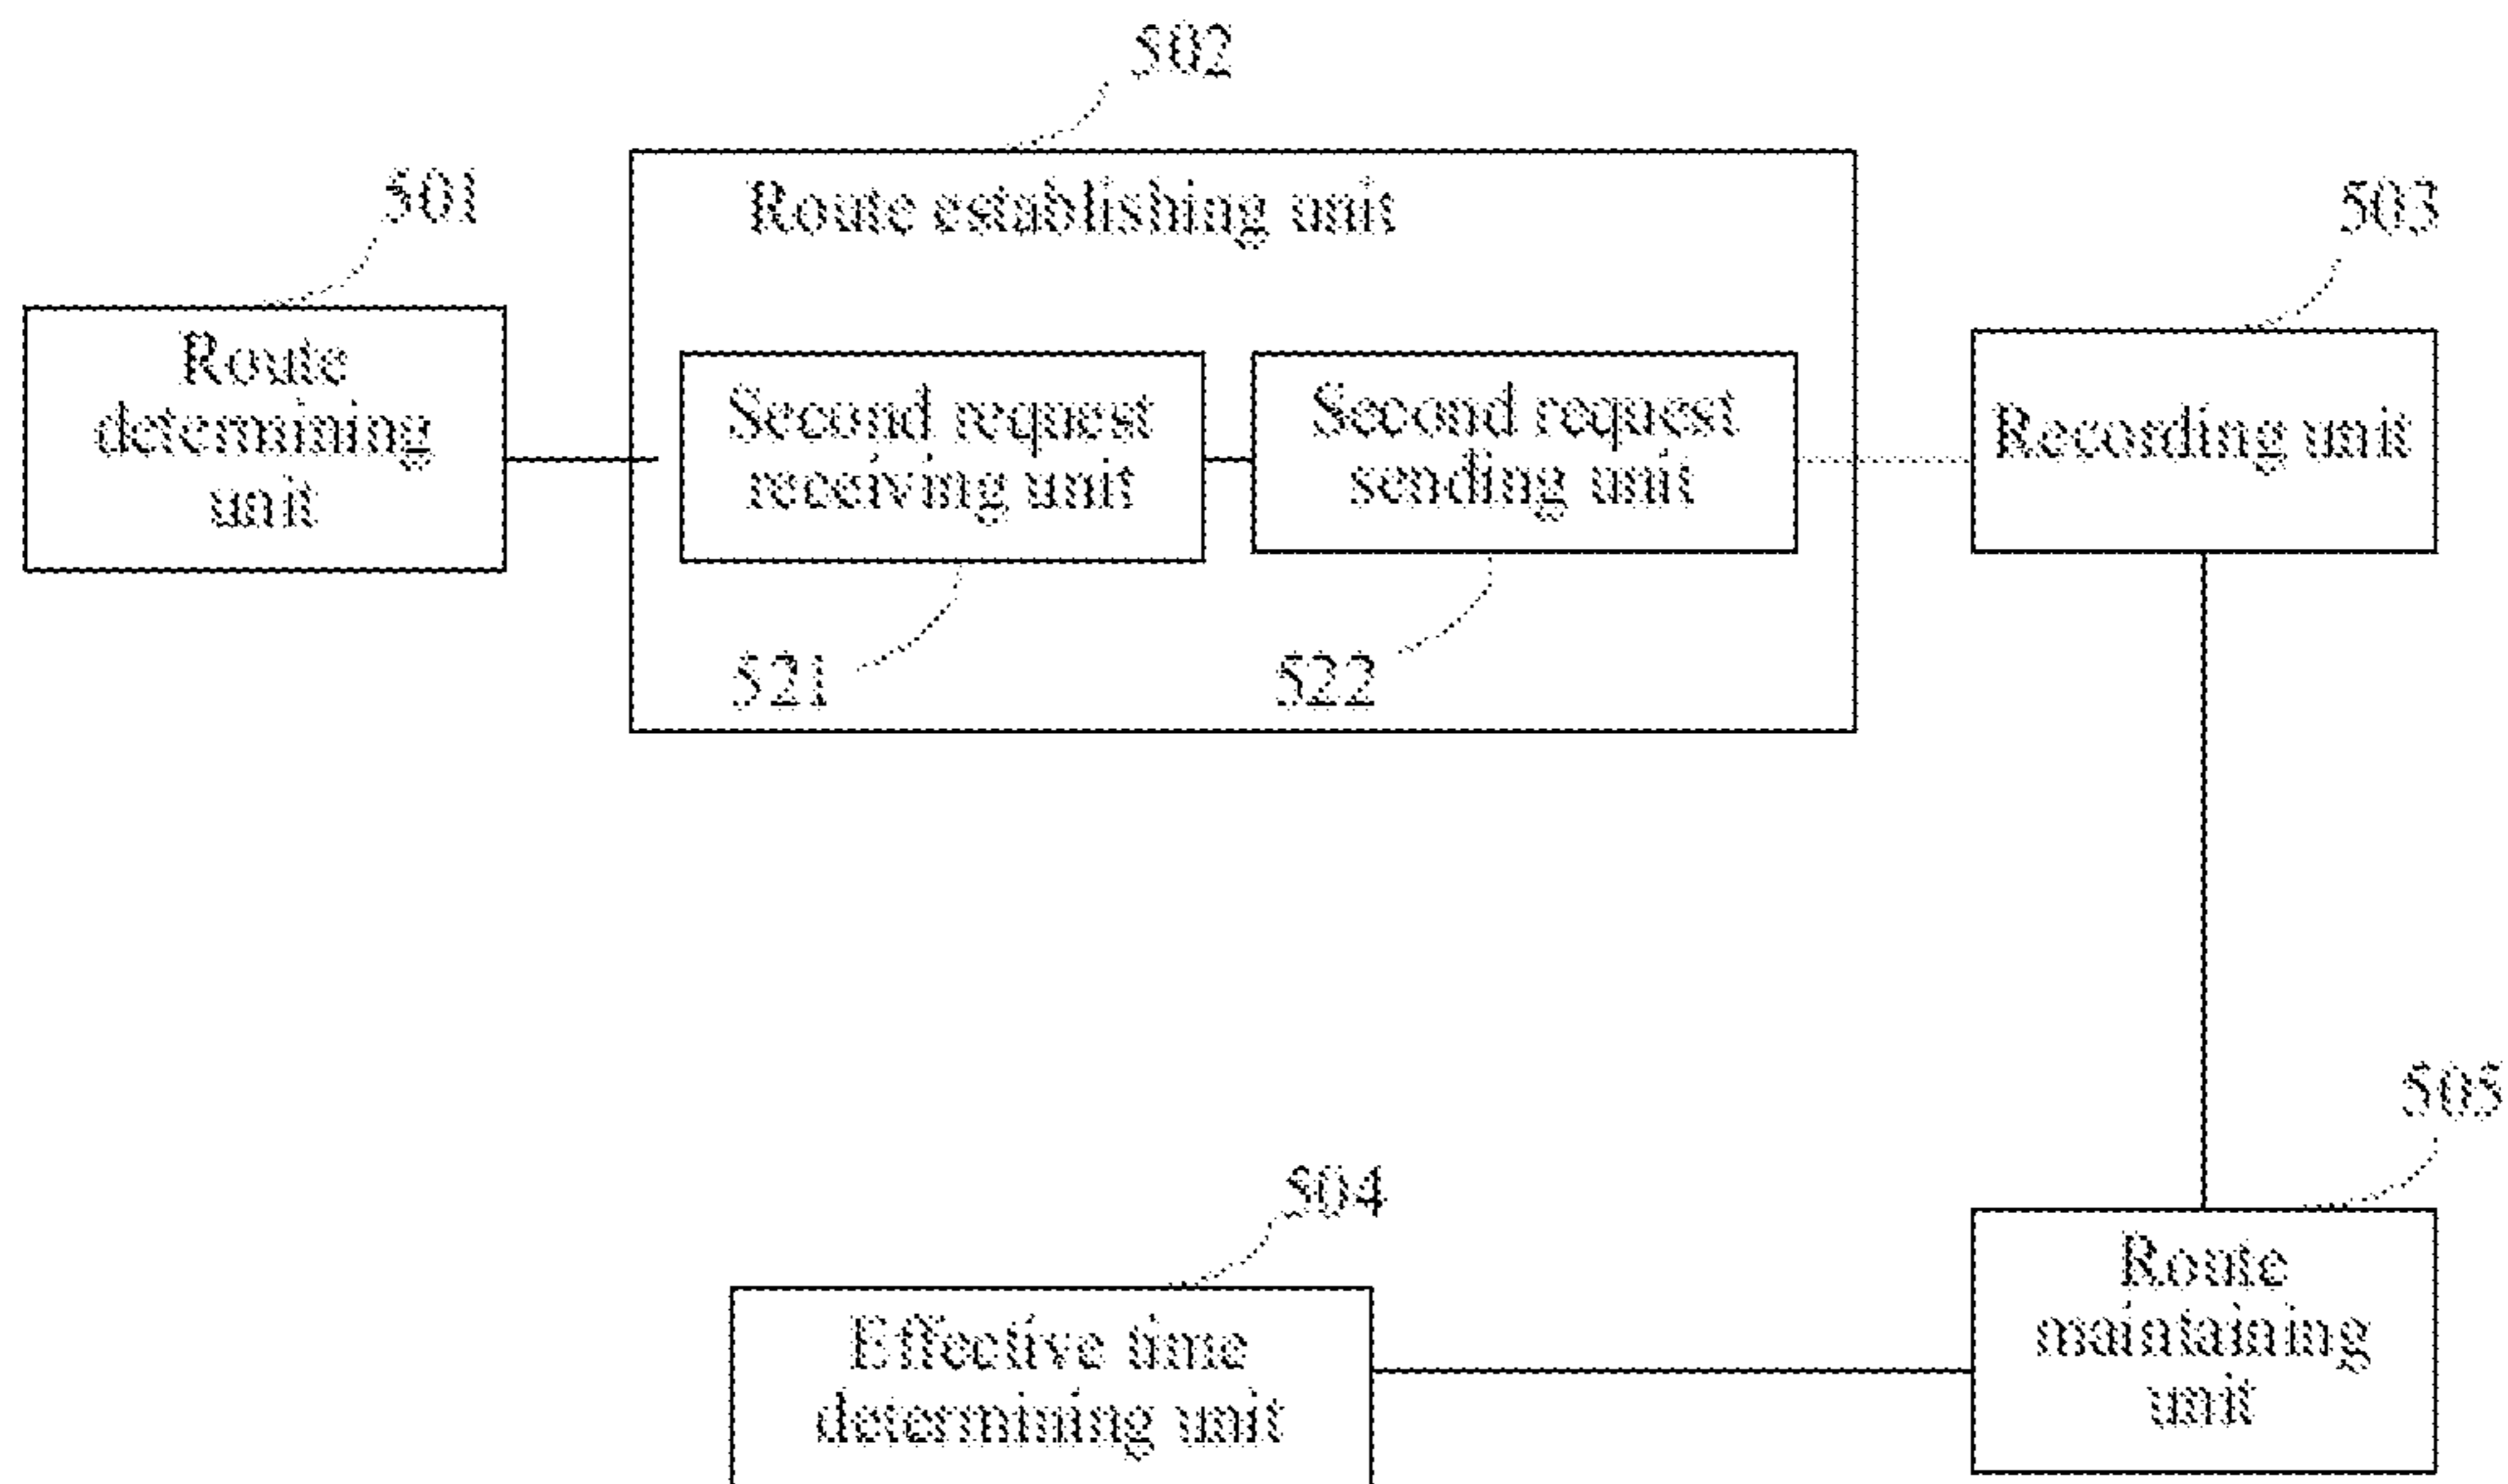 502
501
Route establishing unit
503
Route
determining
unit
Second request
receiving unit
Second request
sending unit
Recording unit
521
522
505
504
Route
maintaining
unit
Effective time
determining unit